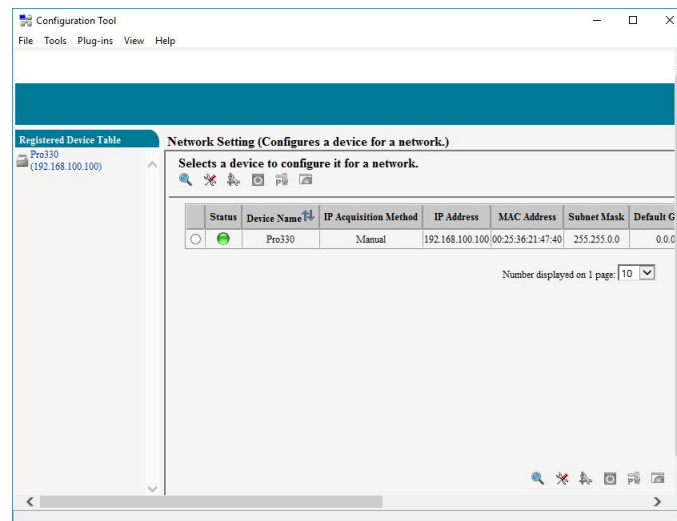 Configuration Tool
File Tools Plug-ins View Help
Registered Device Table
Pro330
(192.168.100.100)
Network Setting (Configures a device for a network.)
Selects a device to configure it for a network.
Status Device Name IP Acquisition Method IP Address MAC Address Subnet Mask Default G
Pro330 Manual 192.168.100.100 00:25:36:21:47:40 255.255.0.0 0.0.0
Number displayed on 1 page: 10